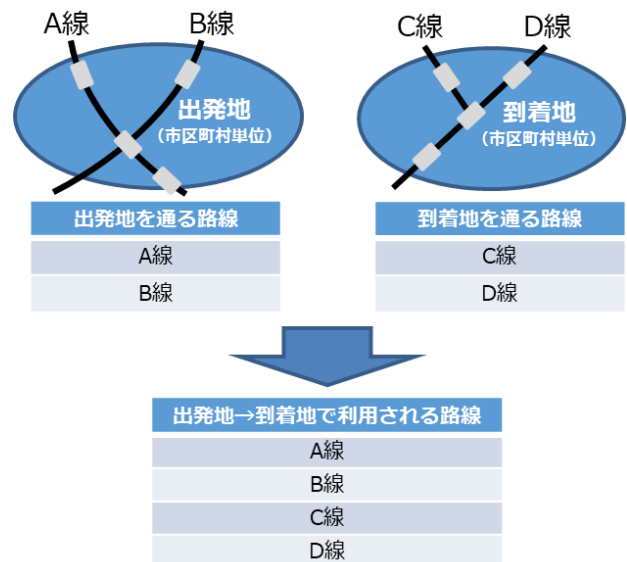 A線
B線
出発地
(市区町村単位)
出発地を通る路線
A線
B線
C線
D線
到着地
(市区町村単位)
到着地を通る路線
C線
D線
出発地→到着地で利用される路線
A線
B線
C線
D線